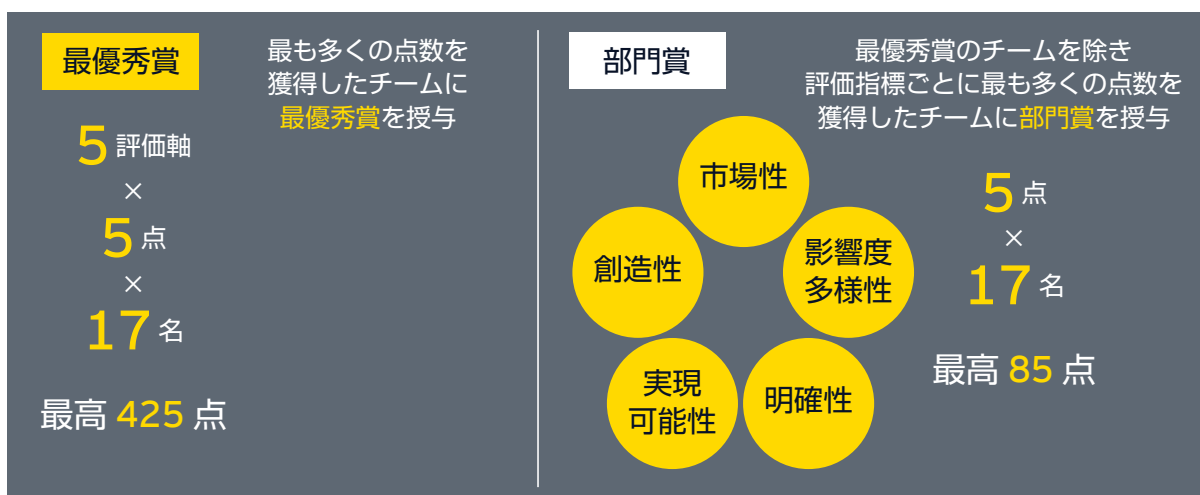 最優秀賞
最も多くの点数を
獲得したチームに
最優秀賞を授与
5 評価軸
×
5 点
×
17 名
最高 425 点
部門賞
最優秀賞のチームを除き
評価指標ごとに最も多くの点数を
獲得したチームに部門賞を授与
市場性
創造性
影響度
多様性
実現
可能性
明確性
5 点
×
17 名
最高 85 点